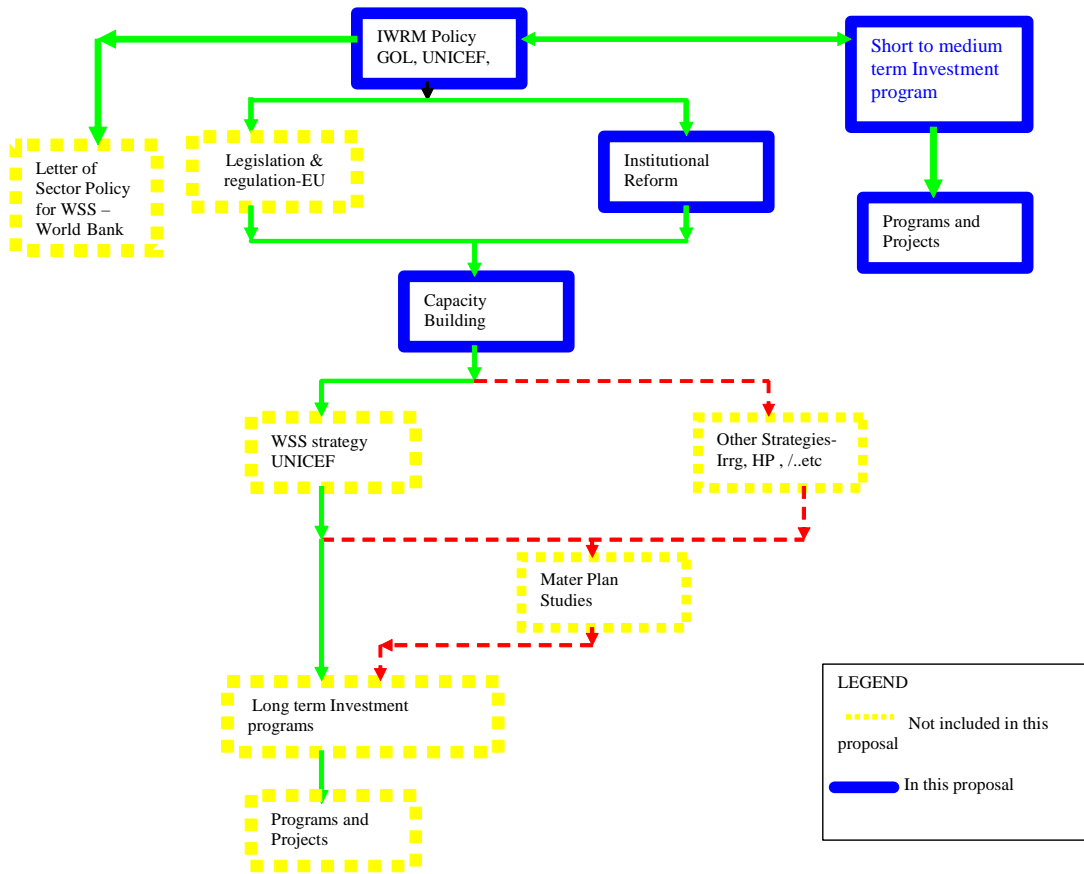 IWRM Policy
GOL, UNICEF,
Short to medium
term Investment
program
Letter of
Sector Policy
for WSS –
World Bank
Legislation &
regulation-EU
Institutional
Reform
Programs and
Projects
Capacity
Building
WSS strategy
UNICEF
Other Strategies-
Irrg, HP , /..etc
Mater Plan
Studies
Long term Investment
programs
Programs and
Projects
LEGEND
Not included in this
proposal
In this proposal